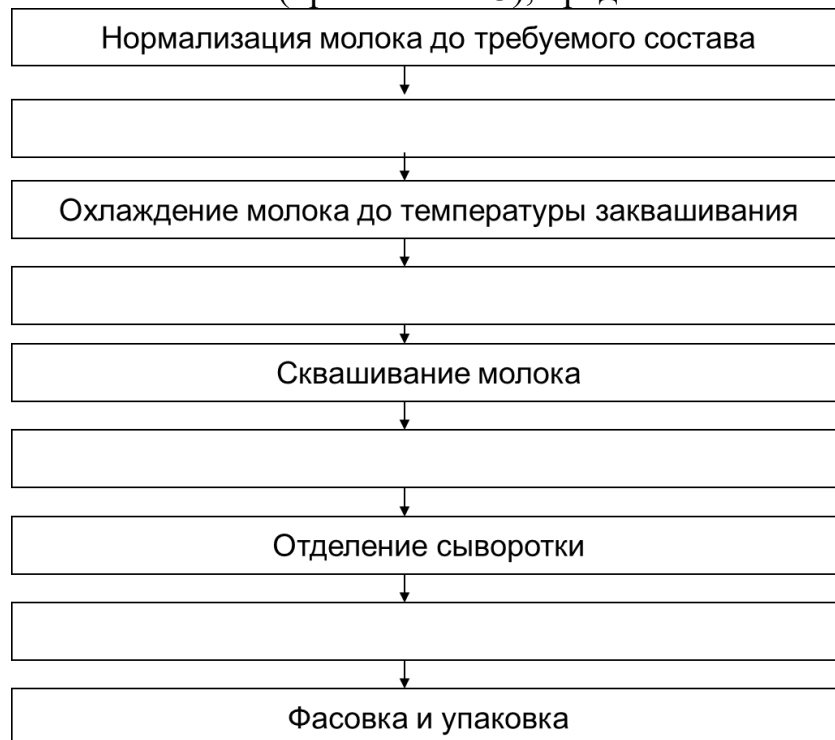 Нормализация молока до требуемого состава
Охлаждение молока до температуры заквашивания
Сквашивание молока
Отделение сыворотки
Фасовка и упаковка